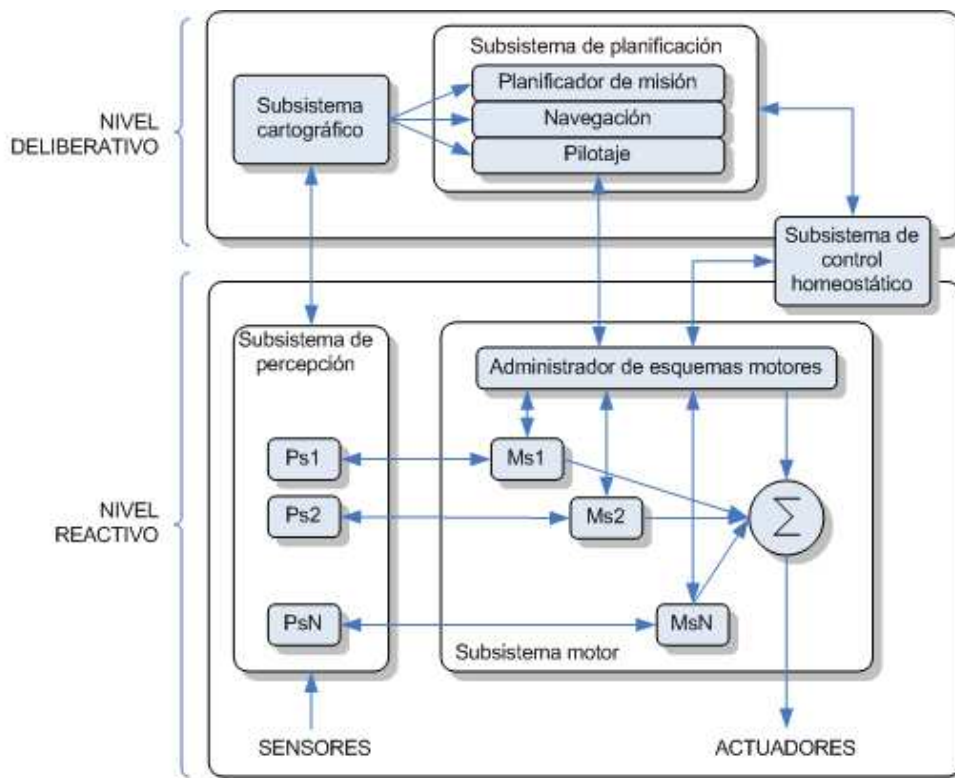 Subsistema de planificación
Planificador de misión
Navegación
Pilotaje
Subsistema
cartográfico
NIVEL
DELIBERATIVO
Subsistema de
control
homeostático
Subsistema de
percepción
Administrador de esquemas motores
Ps1
Ms1
Ps2
Ms2
∑
NIVEL
REACTIVO
PsN
MsN
Subsistema motor
SENSORES
ACTUADORES